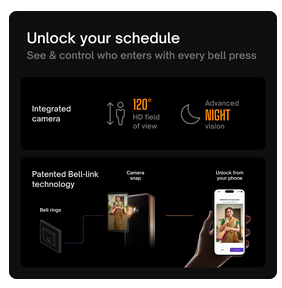 Unlock your schedule
See & control who enters with every bell press
Integrated
camera
120°
HD field
of view
Advanced
NIGHT
vision
Patented Bell-link
technology
Camera
snap
Unlock from
your phone
Bell rings